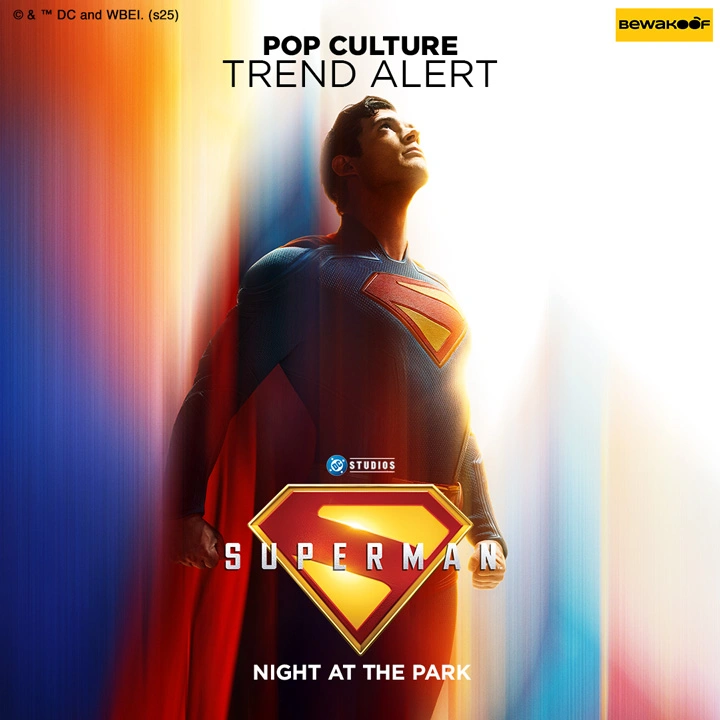 © & ™ DC and WBEI. (s25)
BEWAKOOF
POP CULTURE
TREND ALERT
DC STUDIOS
SUPERMAN
NIGHT AT THE PARK